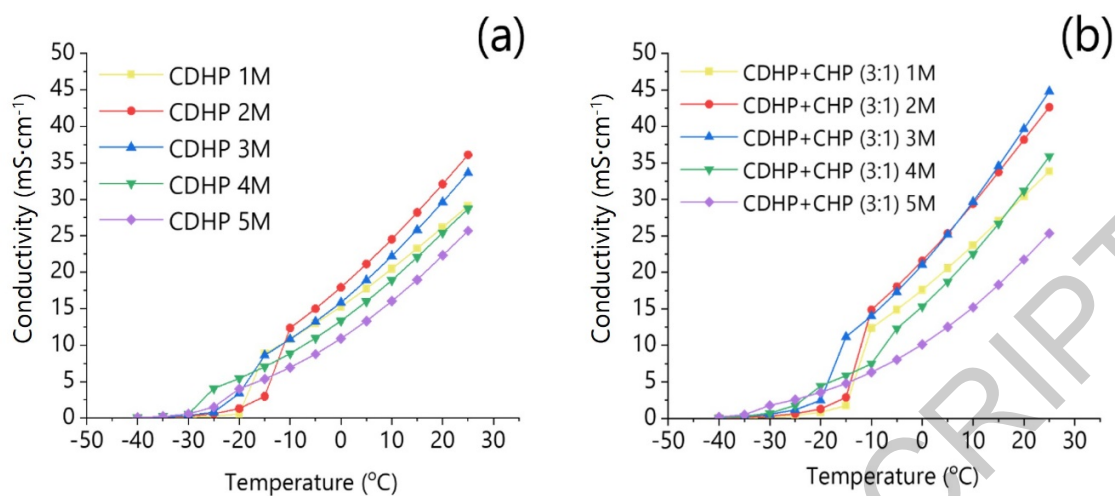 (a)
50
45
40
35
30
25
20
15
10
5
0
Conductivity (mS·cm⁻¹)
CDHP 1M
CDHP 2M
CDHP 3M
CDHP 4M
CDHP 5M
-50 -40 -30 -20 -10 0 10 20 30
Temperature (°C)
(b)
50
45
40
35
30
25
20
15
10
5
0
Conductivity (mS·cm⁻¹)
CDHP+CHP (3:1) 1M
CDHP+CHP (3:1) 2M
CDHP+CHP (3:1) 3M
CDHP+CHP (3:1) 4M
CDHP+CHP (3:1) 5M
-50 -40 -30 -20 -10 0 10 20 30
Temperature (°C)
CRIPT